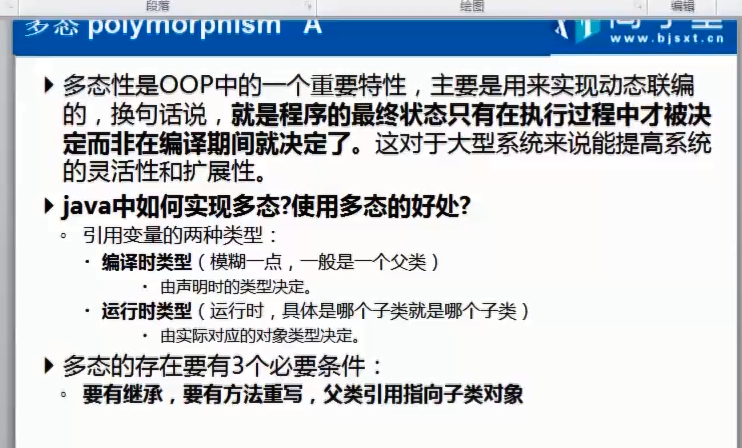 段落
绘图
编辑
多态 polymorphism A
www.bjsxt.cn
多态性是OOP中的一个重要特性，主要是用来实现动态联编
的，换句话说，就是程序的最终状态只有在执行过程中才被决
定而非在编译期间就决定了。这对于大型系统来说能提高系统
的灵活性和扩展性。
java中如何实现多态?使用多态的好处?
引用变量的两种类型：
编译时类型（模糊一点，一般是一个父类）
由声明时的类型决定。
运行时类型（运行时，具体是哪个子类就是哪个子类）
由实际对应的对象类型决定。
多态的存在要有3个必要条件：
要有继承，要有方法重写，父类引用指向子类对象